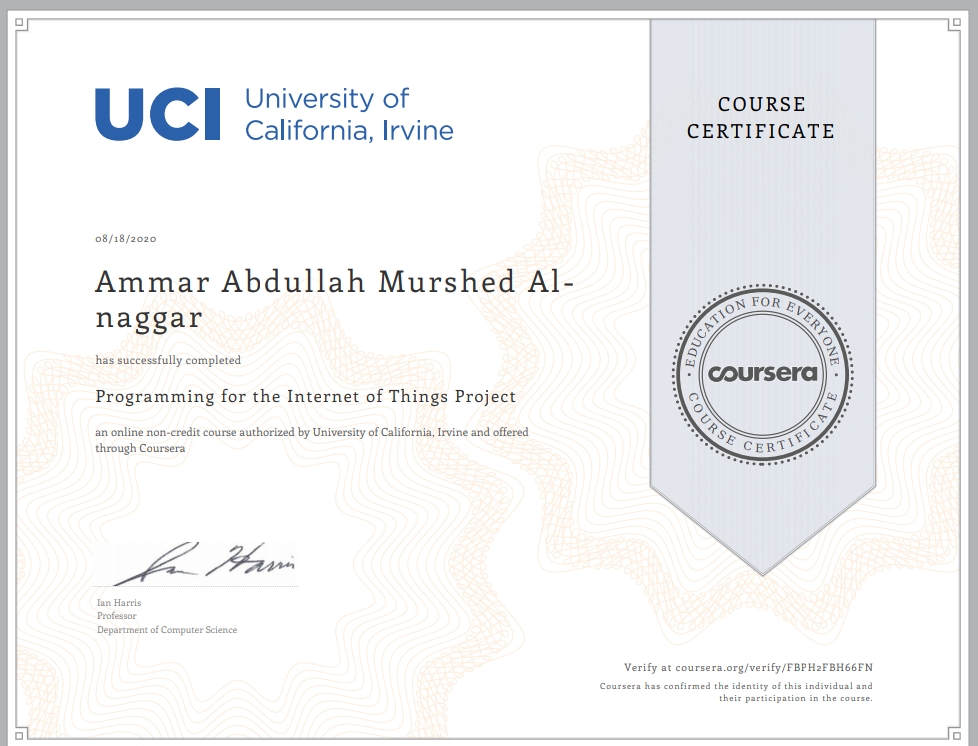 UCI University of
California, Irvine
COURSE
CERTIFICATE
08/18/2020
Ammar Abdullah Murshed Al-
naggar
has successfully completed
Programming for the Internet of Things Project
an online non-credit course authorized by University of California, Irvine and offered
through Coursera
EDUCATION FOR EVERYONE
coursera
COURSE CERTIFICATE
Ian Harris
Ian Harris
Professor
Department of Computer Science
Verify at coursera.org/verify/FBPH2FBH66FN
Coursera has confirmed the identity of this individual and
their participation in the course.